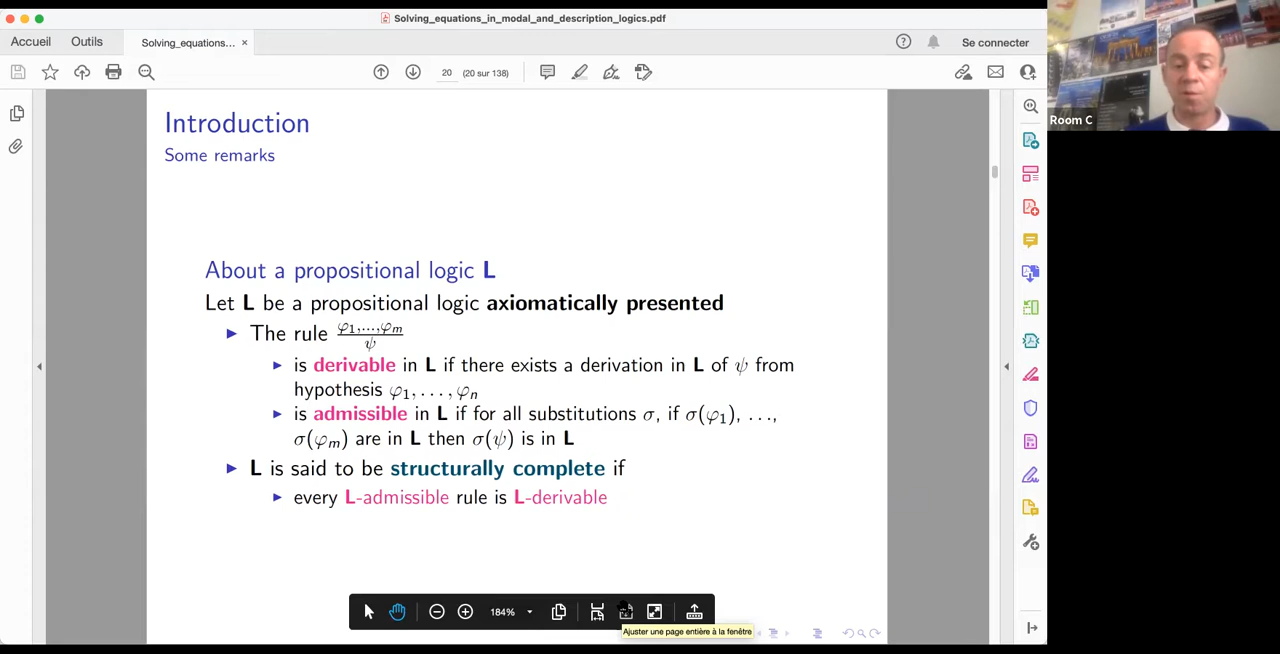 Solving_equations_in_modal_and_description_logics.pdf
Accueil Outils Solving_equations... × Se connecter
20 (20 sur 138)
Room C
Introduction
Some remarks
About a propositional logic L
Let L be a propositional logic axiomatically presented
▶ The rule φ1,...,φm / ψ
▶ is derivable in L if there exists a derivation in L of ψ from
hypothesis φ1, . . . , φn
▶ is admissible in L if for all substitutions σ, if σ(φ1), . . .,
σ(φm) are in L then σ(ψ) is in L
▶ L is said to be structurally complete if
▶ every L-admissible rule is L-derivable
184%
Ajuster une page entière à la fenêtre